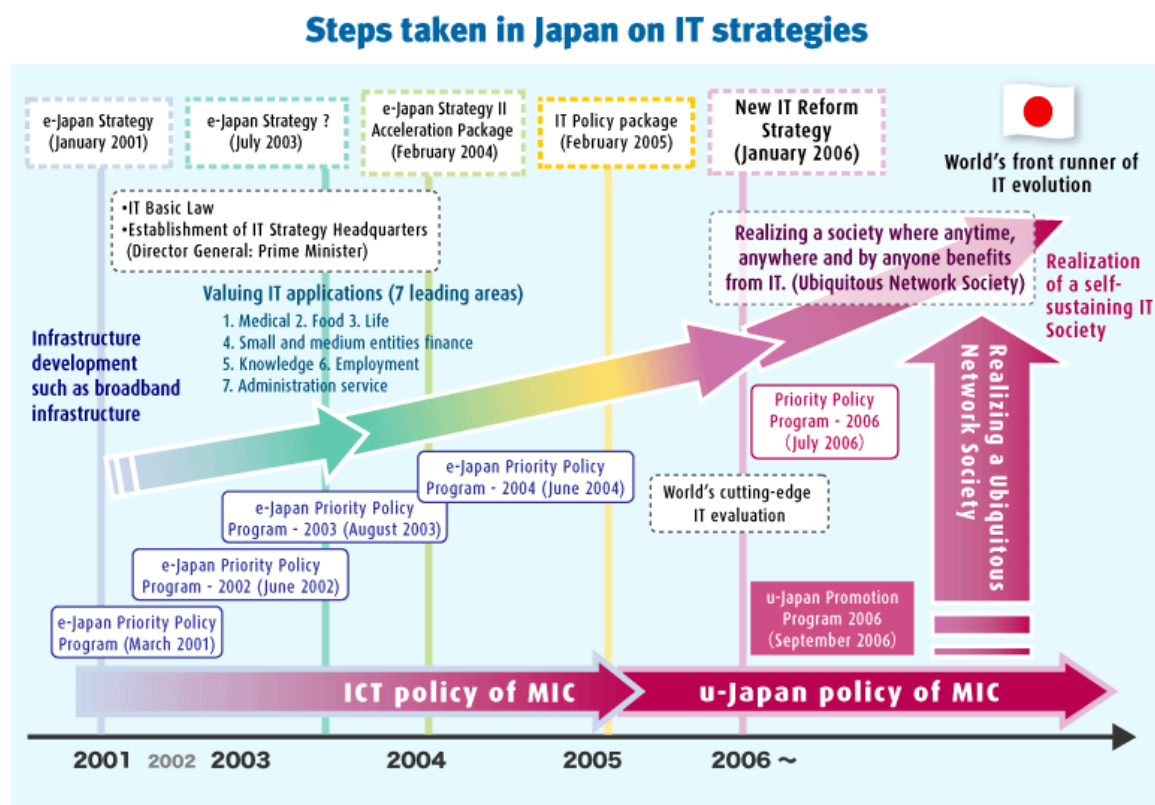 Steps taken in Japan on IT strategies
e-Japan Strategy
(January 2001)
e-Japan Strategy ?
(July 2003)
e-Japan Strategy II
Acceleration Package
(February 2004)
IT Policy package
(February 2005)
New IT Reform
Strategy
(January 2006)
World's front runner of
IT evolution
•IT Basic Law
•Establishment of IT Strategy Headquarters
(Director General: Prime Minister)
Realizing a society where anytime,
anywhere and by anyone benefits
from IT. (Ubiquitous Network Society)
Realization
of a self-
sustaining IT
Society
Valuing IT applications (7 leading areas)
1. Medical 2. Food 3. Life
4. Small and medium entities finance
5. Knowledge 6. Employment
7. Administration service
Infrastructure
development
such as broadband
infrastructure
Priority Policy
Program - 2006
(July 2006)
Realizing a Ubiquitous
Network Society
e-Japan Priority Policy
Program - 2004 (June 2004)
World's cutting-edge
IT evaluation
e-Japan Priority Policy
Program - 2003 (August 2003)
e-Japan Priority Policy
Program - 2002 (June 2002)
e-Japan Priority Policy
Program (March 2001)
u-Japan Promotion
Program 2006
(September 2006)
ICT policy of MIC
u-Japan policy of MIC
2001 2002 2003 2004 2005 2006 ~